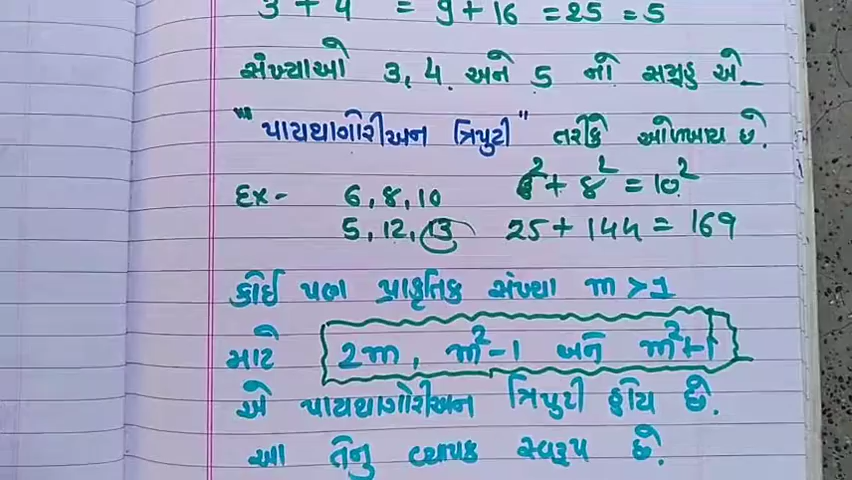 3 + 4 = 9 + 16 = 25 = 5
સંખ્યાઓ 3, 4 અને 5 નો સમૂહ એ
"પાયથાગોરીઅન ત્રિપુટી" તરીકે ઓળખાય છે.
Ex- 6, 8, 10 6² + 8² = 10²
5, 12, 13 25 + 144 = 169
કોઈ પણ પ્રાકૃતિક સંખ્યા m > 1
માટે 2m, m²-1 અને m²+1
એ પાયથાગોરીઅન ત્રિપુટી હોય છે.
આ તેનુ વ્યાપક સ્વરૂપ છે.